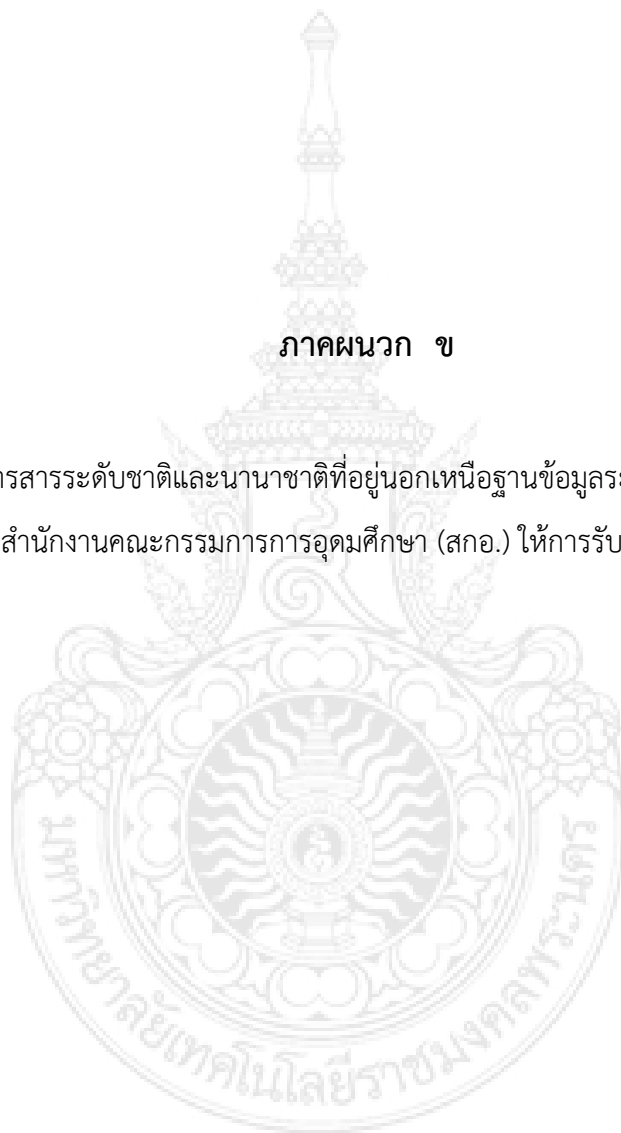 ภาคผนวก ข
ารสารระดับชาติและนานาชาติที่อยู่นอกเหนือฐานข้อมูลระ
สำนักงานคณะกรรมการการอุดมศึกษา (สกอ.) ให้การรับ
มหาวิทยาลัยเทคโนโลยีราชมงคลพระนคร